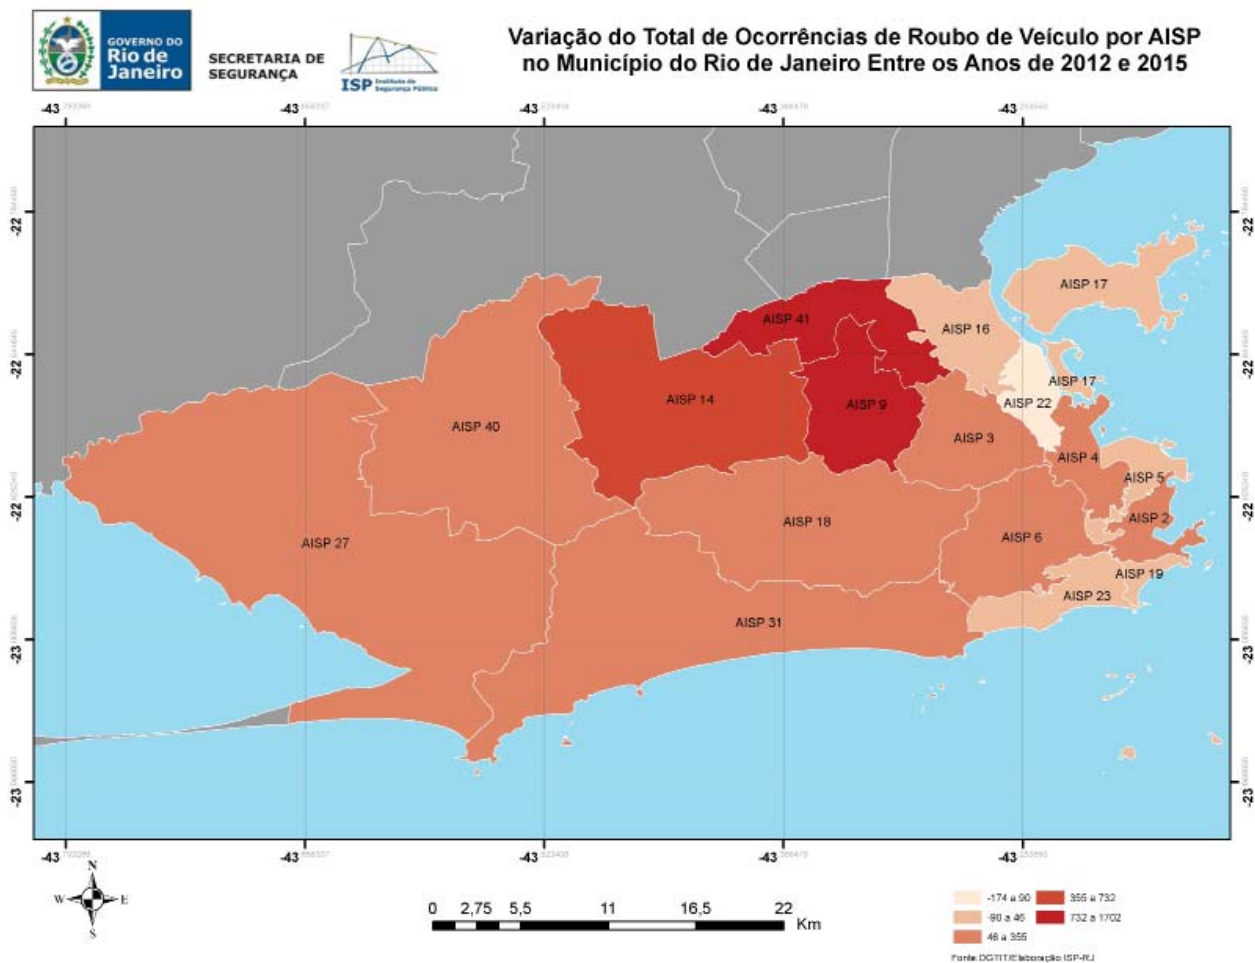 GOVERNO DO
Rio de
Janeiro
SECRETARIA DE
SEGURANÇA
ISP Instituto de
Segurança Pública
Variação do Total de Ocorrências de Roubo de Veículo por AISP
no Município do Rio de Janeiro Entre os Anos de 2012 e 2015
-43 -43 -43 -43 -43
-22 -22
AISP 17
AISP 41
AISP 16
-22 -22
AISP 17
AISP 14
AISP 9
AISP 22
AISP 40
AISP 3
AISP 4
AISP 5
-22 -22
AISP 18
AISP 2
AISP 6
AISP 27
AISP 19
AISP 23
AISP 31
-23 -23
-23 -23
-43 -43 -43 -43 -43
N
W E
S
0 2,75 5,5 11 16,5 22
Km
-174 a 90 355 a 732
-90 a 46 732 a 1702
46 a 355
Fonte DGTIT/Elaboração ISP-RJ